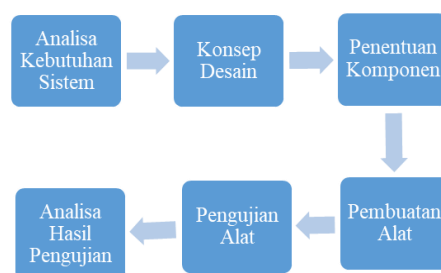 Analisa
Kebutuhan
Sistem
Konsep
Desain
Penentuan
Komponen
Pembuatan
Alat
Pengujian
Alat
Analisa
Hasil
Pengujian